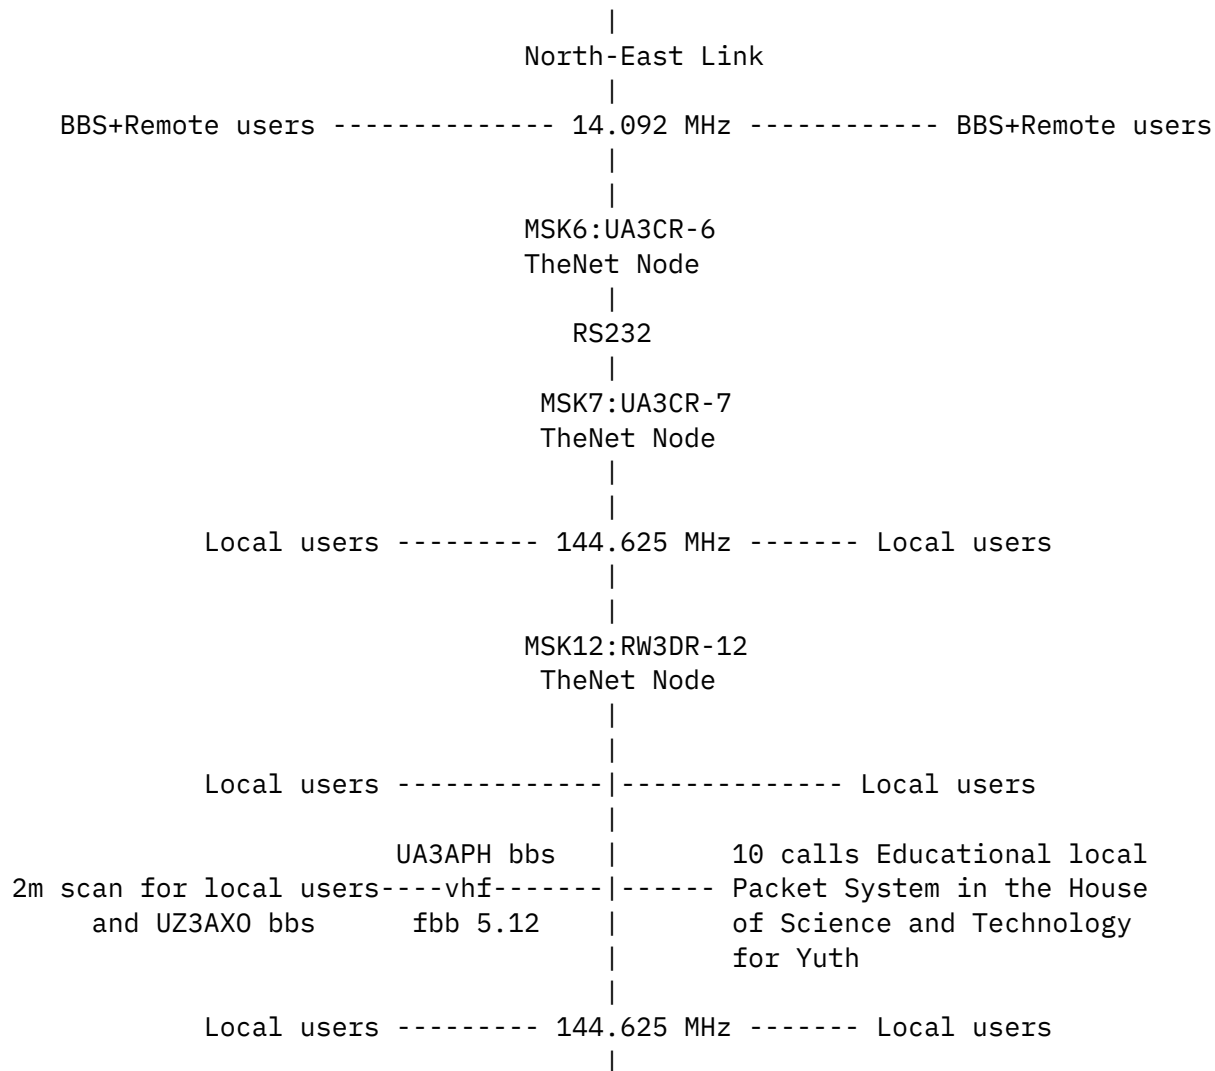 |
North-East Link
|
BBS+Remote users -------------- 14.092 MHz ------------ BBS+Remote users
|
|
MSK6:UA3CR-6
TheNet Node
|
RS232
|
MSK7:UA3CR-7
TheNet Node
|
|
Local users --------- 144.625 MHz ------- Local users
|
|
MSK12:RW3DR-12
TheNet Node
|
|
Local users -------------|-------------- Local users
|
UA3APH bbs | 10 calls Educational local
2m scan for local users----vhf-------|------ Packet System in the House
and UZ3AXO bbs fbb 5.12 | of Science and Technology
| for Yuth
|
Local users --------- 144.625 MHz ------- Local users
|